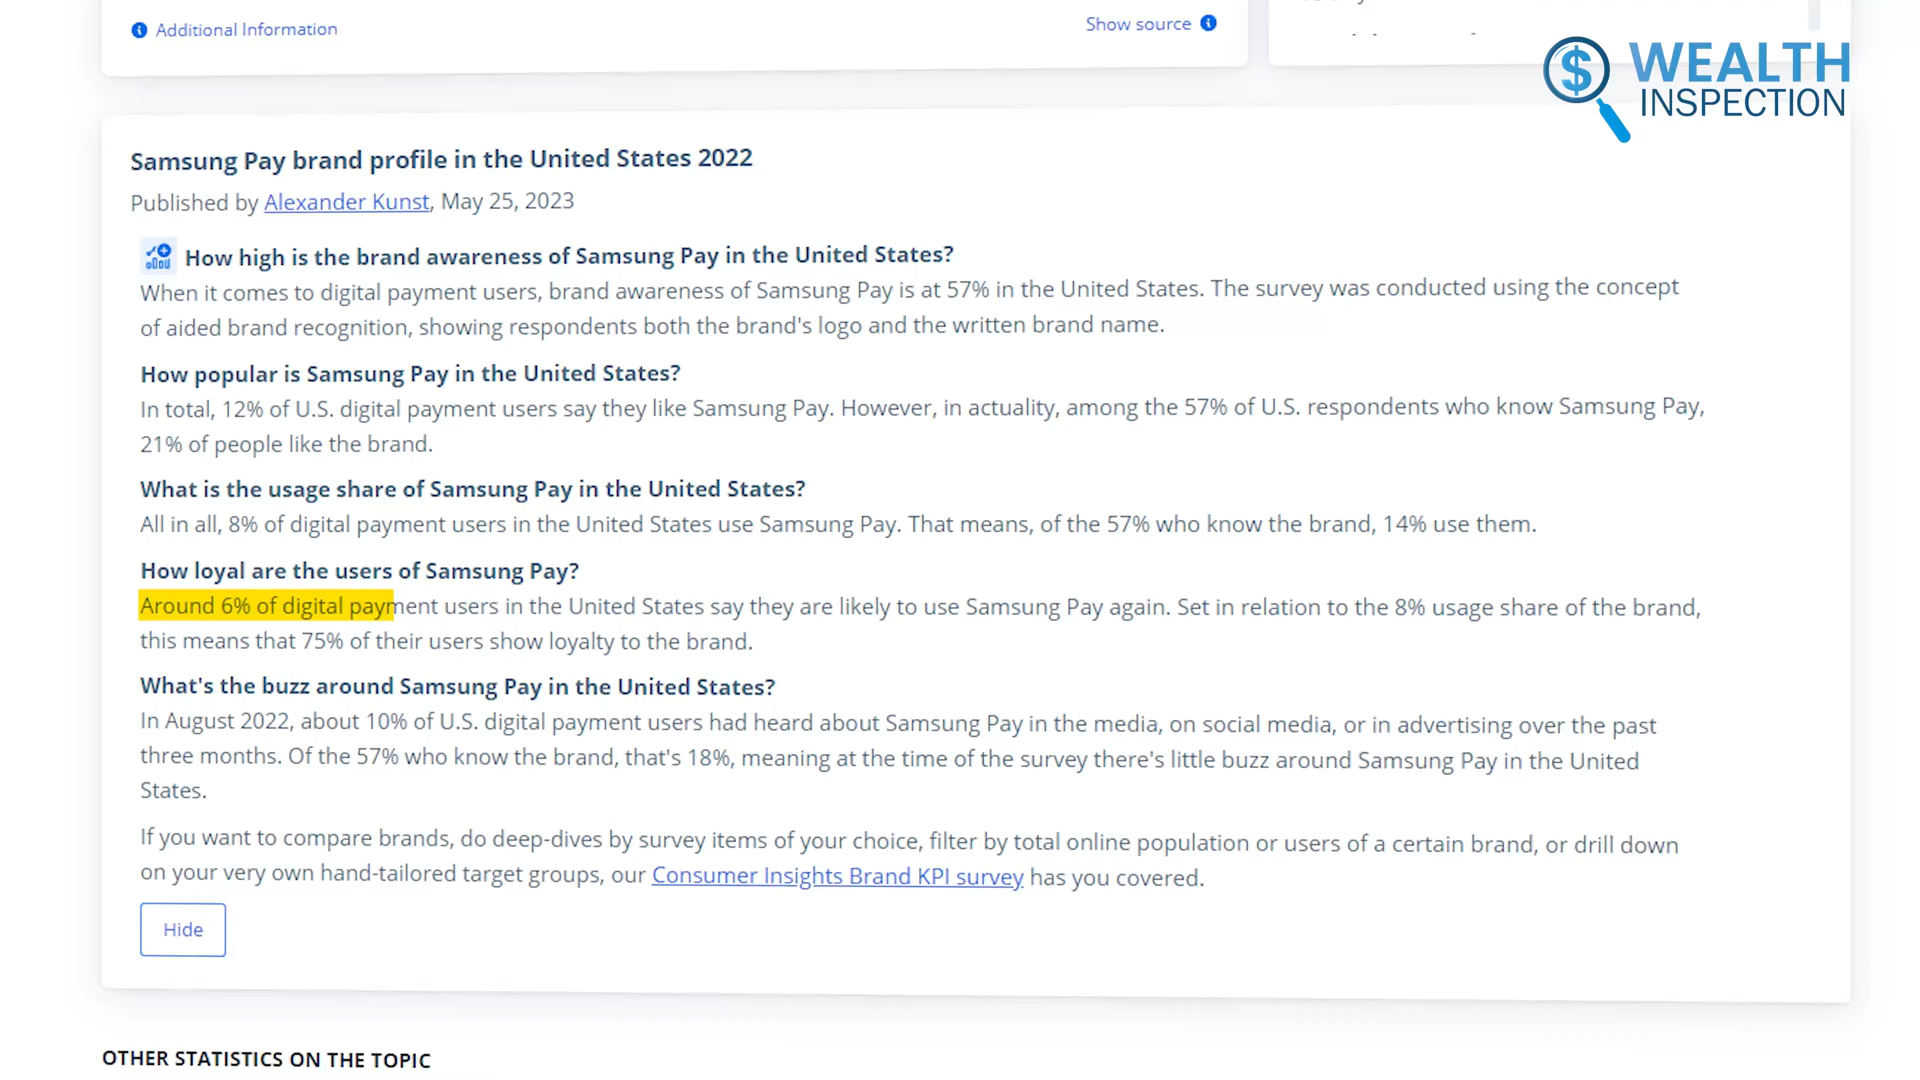 Additional Information
Show source
WEALTH
INSPECTION
Samsung Pay brand profile in the United States 2022
Published by Alexander Kunst, May 25, 2023
How high is the brand awareness of Samsung Pay in the United States?
When it comes to digital payment users, brand awareness of Samsung Pay is at 57% in the United States. The survey was conducted using the concept
of aided brand recognition, showing respondents both the brand's logo and the written brand name.
How popular is Samsung Pay in the United States?
In total, 12% of U.S. digital payment users say they like Samsung Pay. However, in actuality, among the 57% of U.S. respondents who know Samsung Pay,
21% of people like the brand.
What is the usage share of Samsung Pay in the United States?
All in all, 8% of digital payment users in the United States use Samsung Pay. That means, of the 57% who know the brand, 14% use them.
How loyal are the users of Samsung Pay?
Around 6% of digital payment users in the United States say they are likely to use Samsung Pay again. Set in relation to the 8% usage share of the brand,
this means that 75% of their users show loyalty to the brand.
What's the buzz around Samsung Pay in the United States?
In August 2022, about 10% of U.S. digital payment users had heard about Samsung Pay in the media, on social media, or in advertising over the past
three months. Of the 57% who know the brand, that's 18%, meaning at the time of the survey there's little buzz around Samsung Pay in the United
States.
If you want to compare brands, do deep-dives by survey items of your choice, filter by total online population or users of a certain brand, or drill down
on your very own hand-tailored target groups, our Consumer Insights Brand KPI survey has you covered.
Hide
OTHER STATISTICS ON THE TOPIC